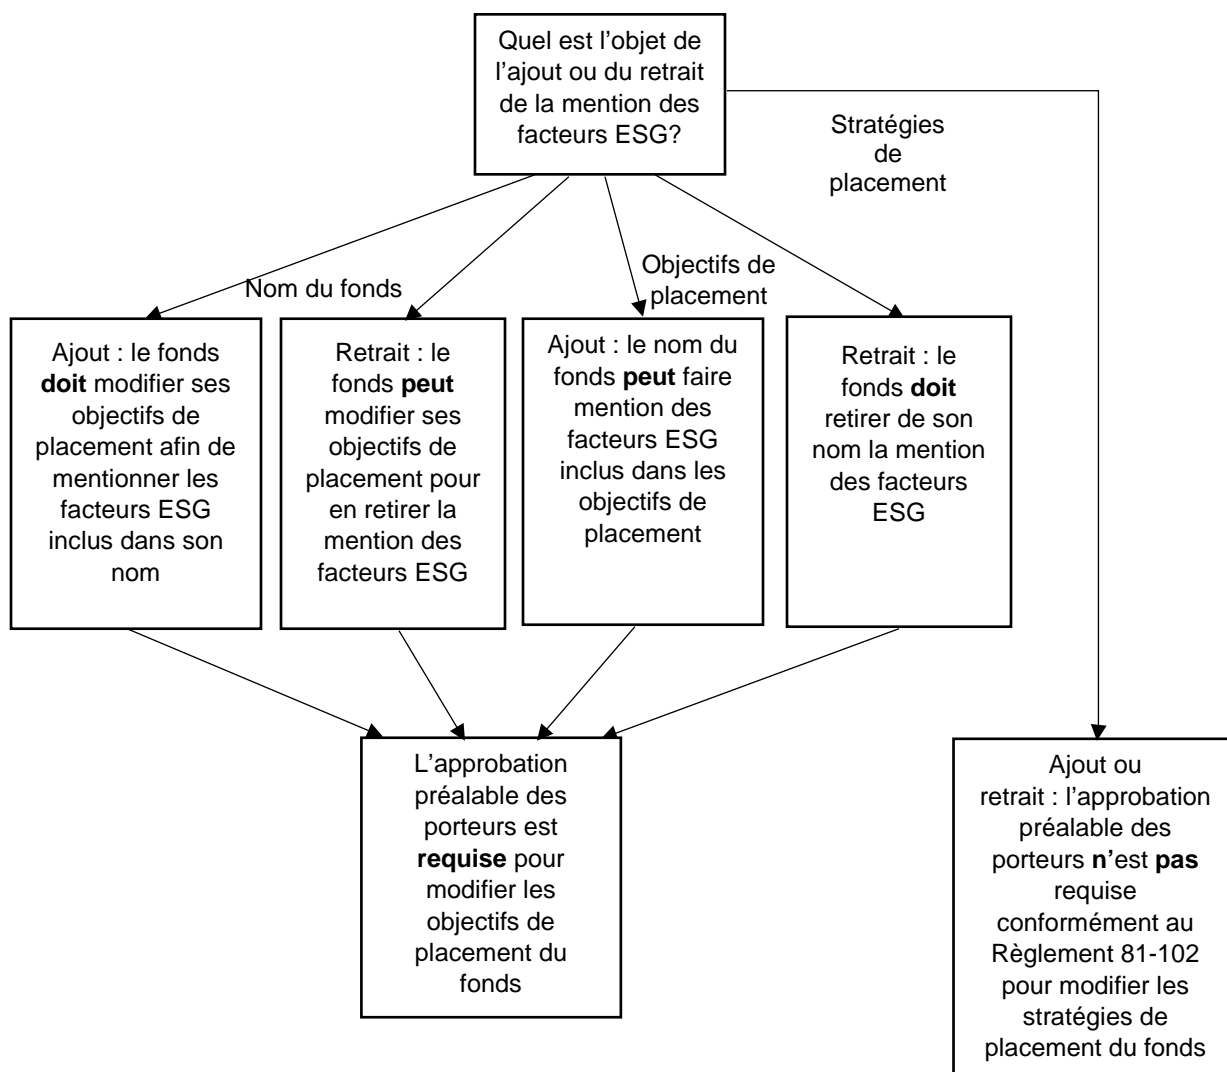 Quel est l’objet de
l’ajout ou du retrait
de la mention des
facteurs ESG?
Stratégies
de
placement
Nom du fonds
Objectifs de
placement
Ajout : le fonds
doit modifier ses
objectifs de
placement afin de
mentionner les
facteurs ESG
inclus dans son
nom
Retrait : le
fonds peut
modifier ses
objectifs de
placement pour
en retirer la
mention des
facteurs ESG
Ajout : le nom du
fonds peut faire
mention des
facteurs ESG
inclus dans les
objectifs de
placement
Retrait : le
fonds doit
retirer de son
nom la mention
des facteurs
ESG
L’approbation
préalable des
porteurs est
requise pour
modifier les
objectifs de
placement du
fonds
Ajout ou
retrait : l’approbation
préalable des
porteurs n’est pas
requise
conformément au
Règlement 81-102
pour modifier les
stratégies de
placement du fonds